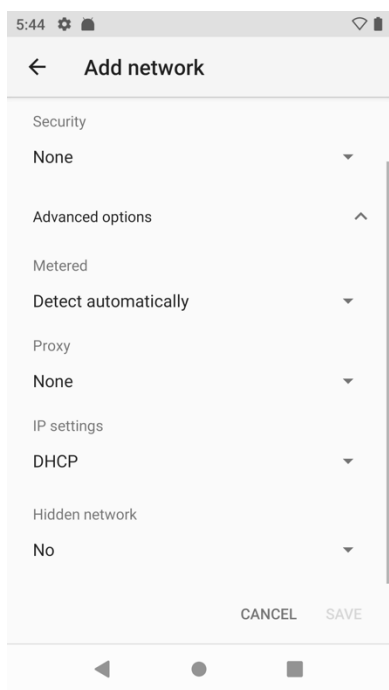 5:44
Add network
Security
None
Advanced options
Metered
Detect automatically
Proxy
None
IP settings
DHCP
Hidden network
No
CANCEL SAVE